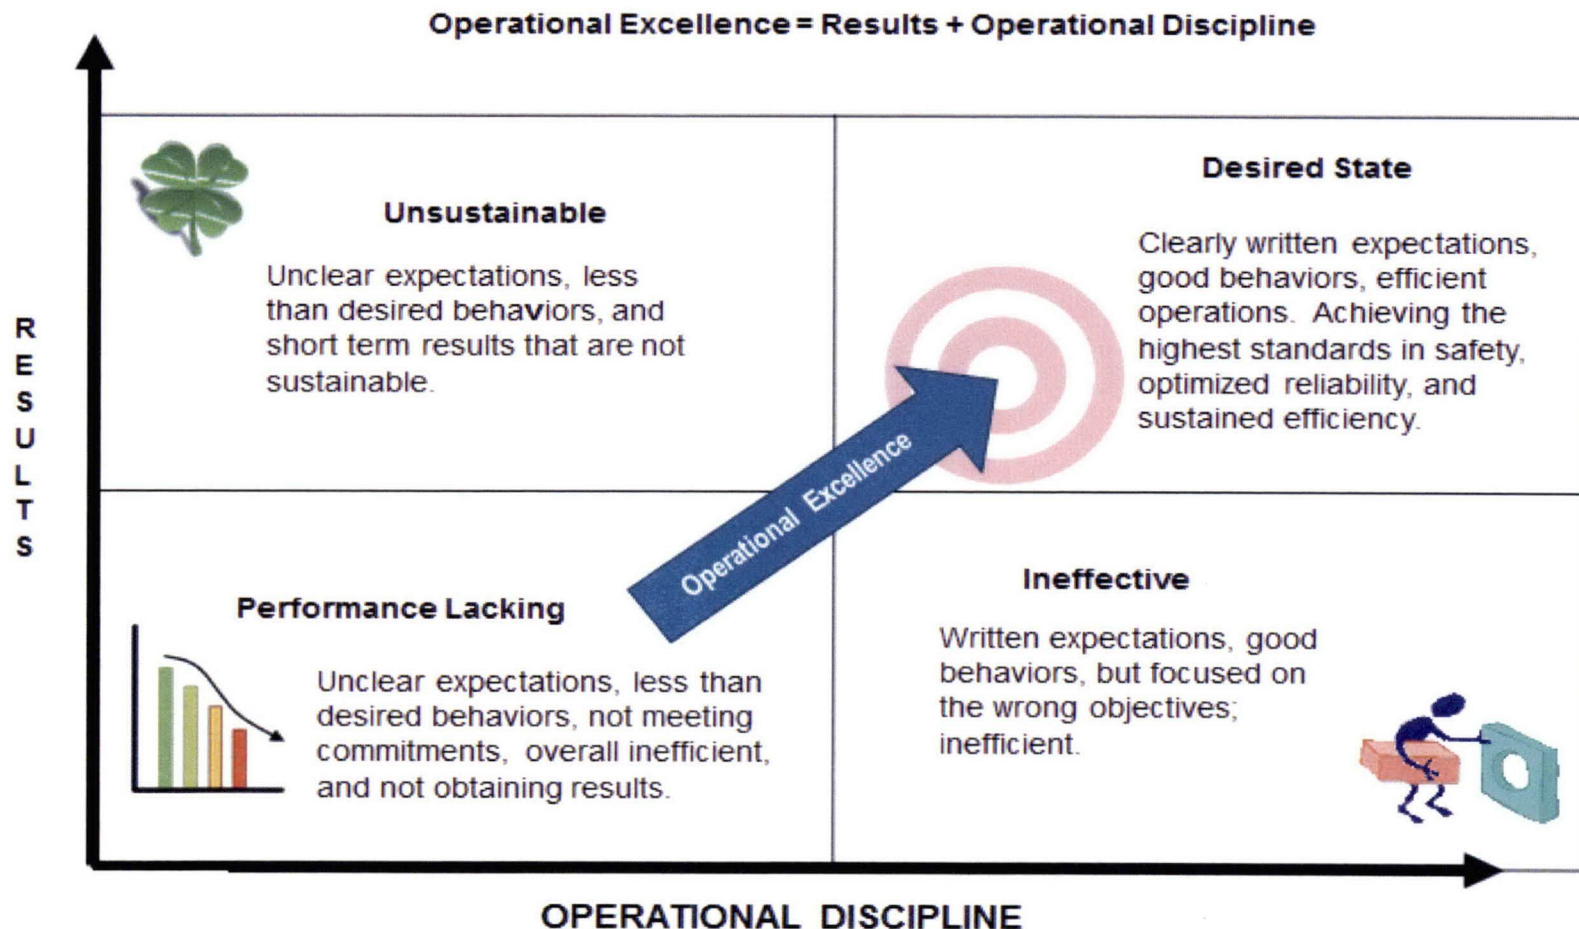 Operational Excellence = Results + Operational Discipline
RESULTS
Unsustainable
Unclear expectations, less
than desired behaviors, and
short term results that are not
sustainable.
Desired State
Clearly written expectations,
good behaviors, efficient
operations. Achieving the
highest standards in safety,
optimized reliability, and
sustained efficiency.
Operational Excellence
Performance Lacking
Unclear expectations, less than
desired behaviors, not meeting
commitments, overall inefficient,
and not obtaining results.
Ineffective
Written expectations, good
behaviors, but focused on
the wrong objectives;
inefficient.
OPERATIONAL DISCIPLINE